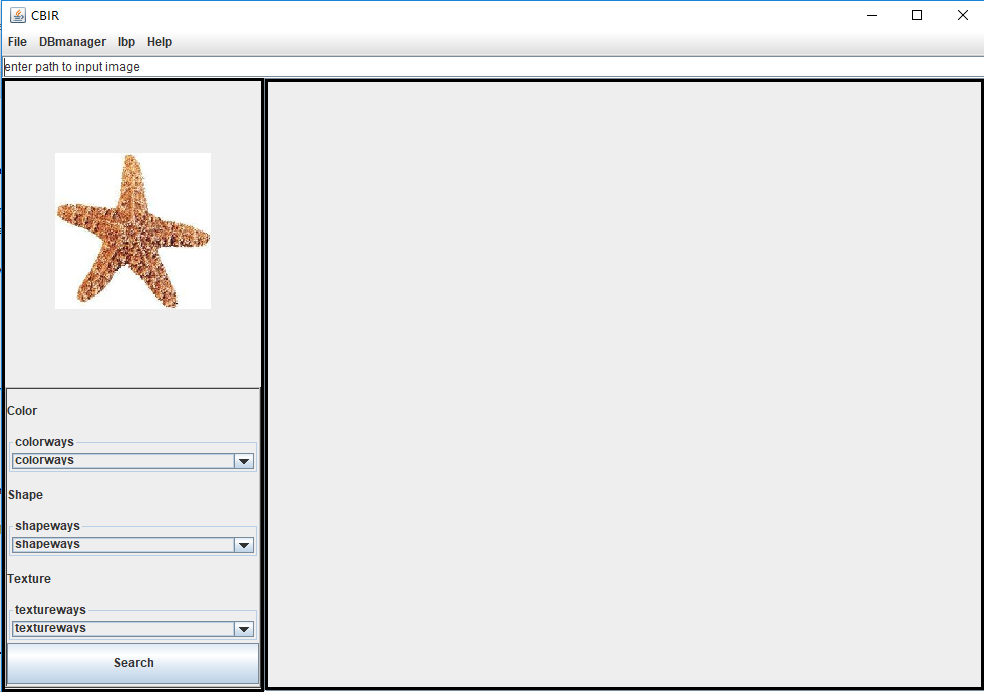 CBIR
File DBmanager lbp Help
enter path to input image
Color
colorways
colorways
Shape
shapeways
shapeways
Texture
textureways
textureways
Search